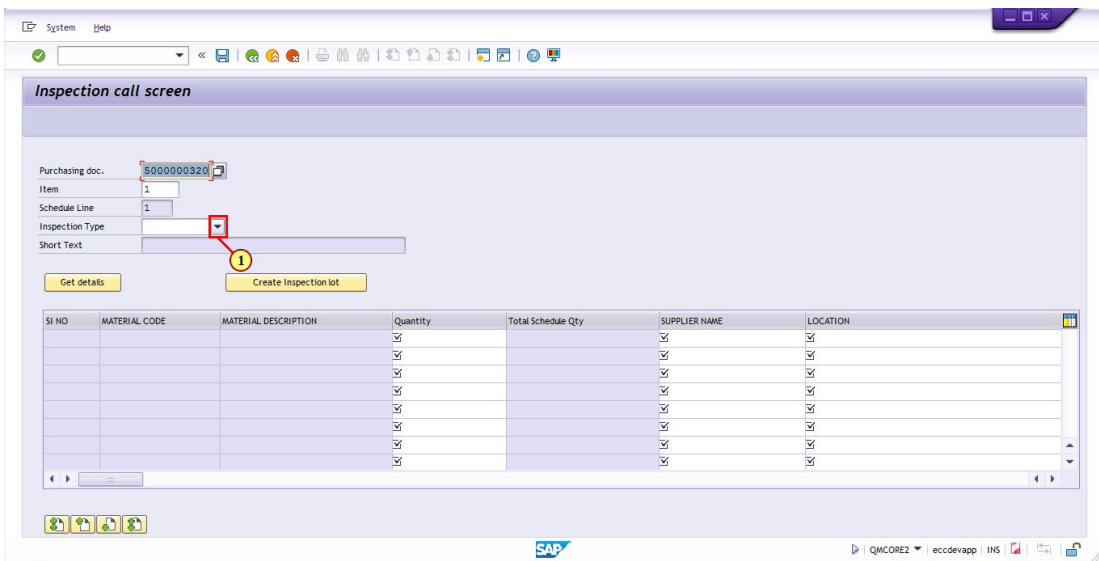 System Help
Inspection call screen
Purchasing doc. 5000000320
Item 1
Schedule Line 1
Inspection Type
Short Text
1
Get details Create Inspection lot
SI NO MATERIAL CODE MATERIAL DESCRIPTION Quantity Total Schedule Qty SUPPLIER NAME LOCATION
SAP
QMCORE2 eccdevapp INS